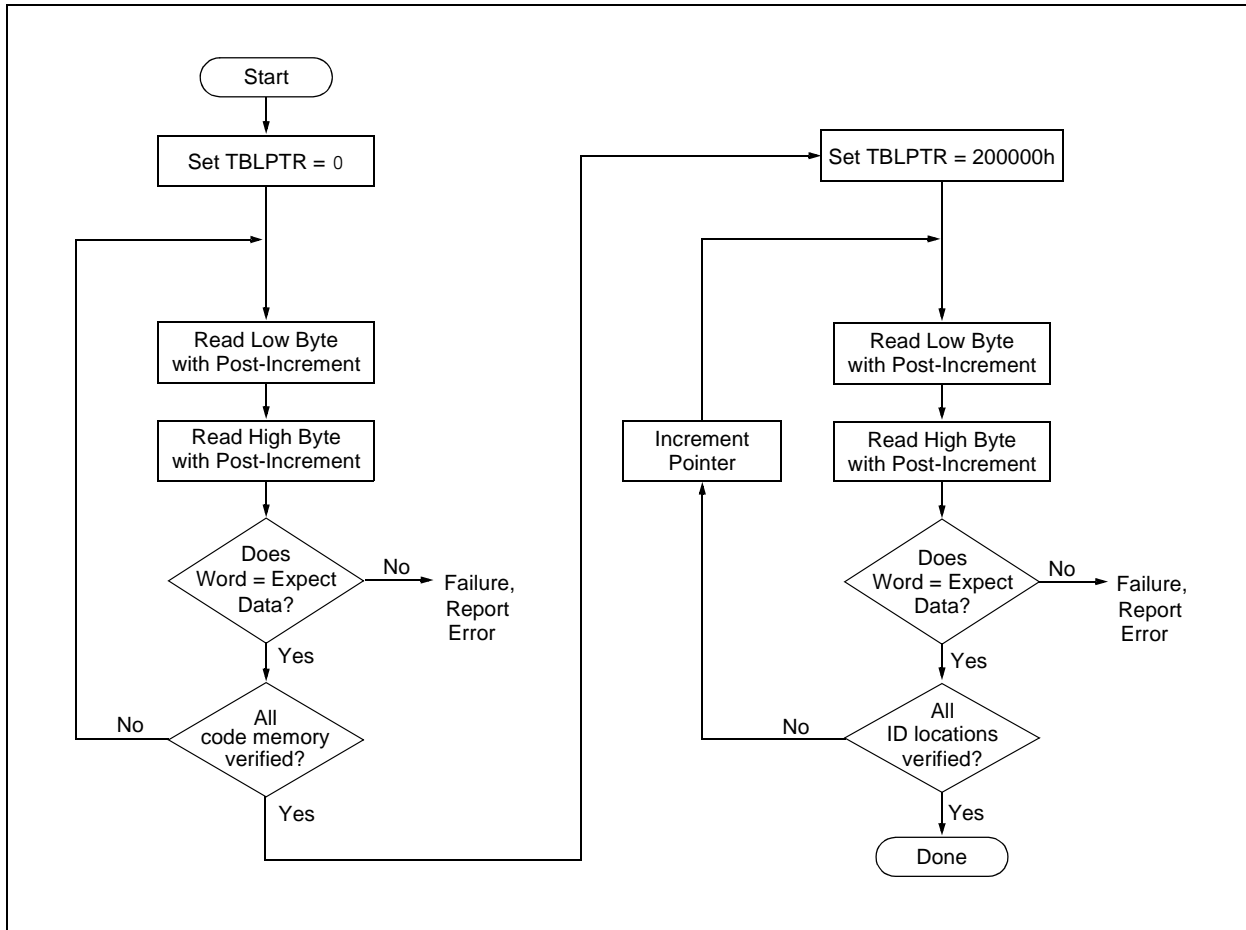 Start
Set TBLPTR = 0
Read Low Byte
with Post-Increment
Read High Byte
with Post-Increment
Does
Word = Expect
Data?
No
Failure,
Report
Error
Yes
All
code memory
verified?
No
Yes
Set TBLPTR = 200000h
Read Low Byte
with Post-Increment
Increment
Pointer
Read High Byte
with Post-Increment
Does
Word = Expect
Data?
No
Failure,
Report
Error
Yes
All
ID locations
verified?
No
Yes
Done